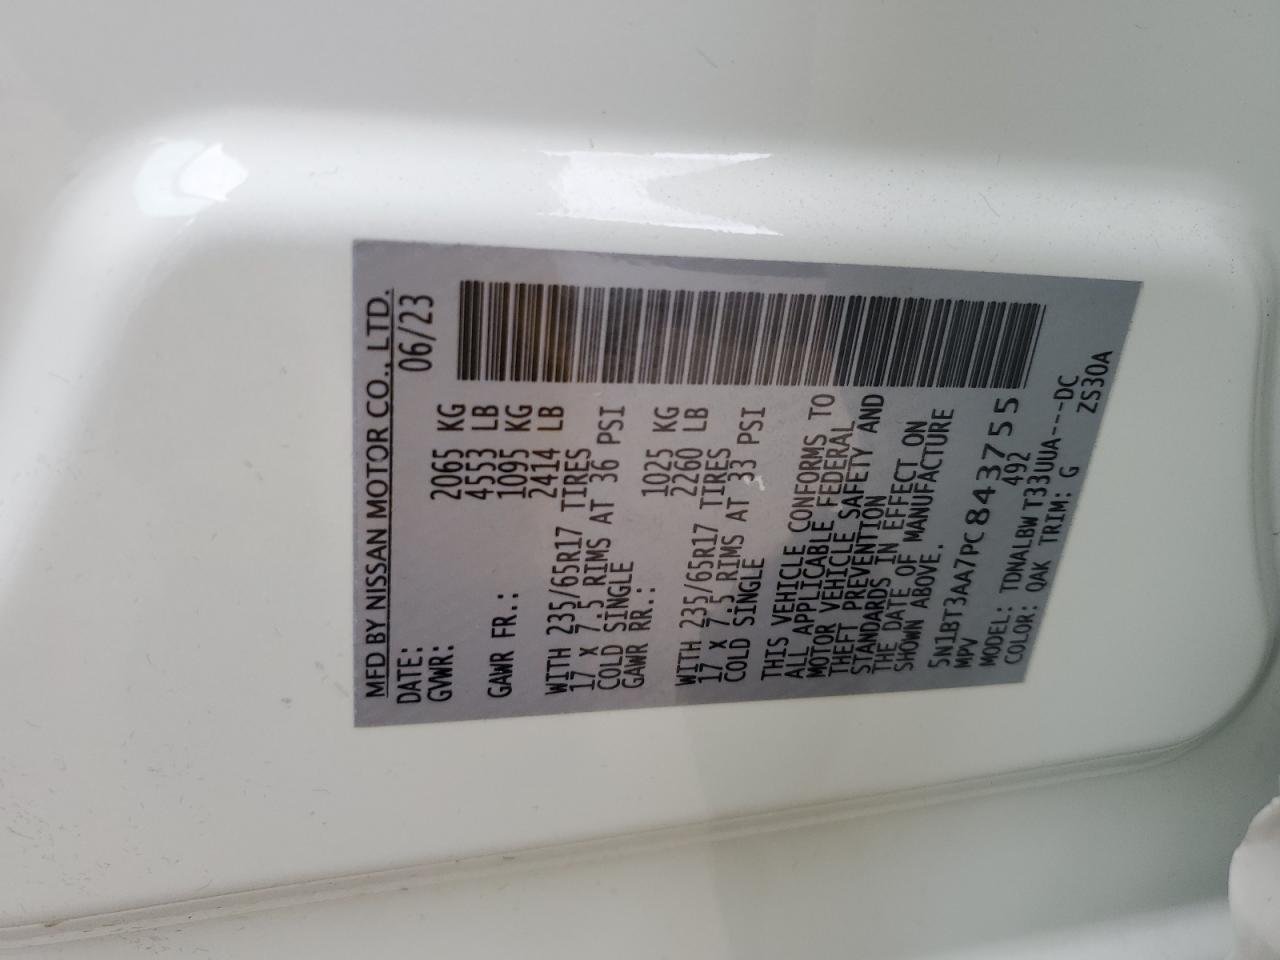 MFD BY NISSAN MOTOR CO., LTD.
DATE: 06/23
GVWR: 2065 KG
4553 LB
GAWR FR.: 1095 KG
2414 LB
WITH 235/65R17 TIRES
17 X 7.5 RIMS AT 36 PSI
COLD SINGLE
GAWR RR.: 1025 KG
2260 LB
WITH 235/65R17 TIRES
17 X 7.5 RIMS AT 33 PSI
COLD SINGLE
THIS VEHICLE CONFORMS TO
ALL APPLICABLE FEDERAL
MOTOR VEHICLE SAFETY AND
THEFT PREVENTION
STANDARDS IN EFFECT ON
THE DATE OF MANUFACTURE
SHOWN ABOVE.
5N1BT3AA7PC843755
MPV 492
MODEL: TDNALBW T33UUA---DC
COLOR: QAK TRIM: G ZS30A